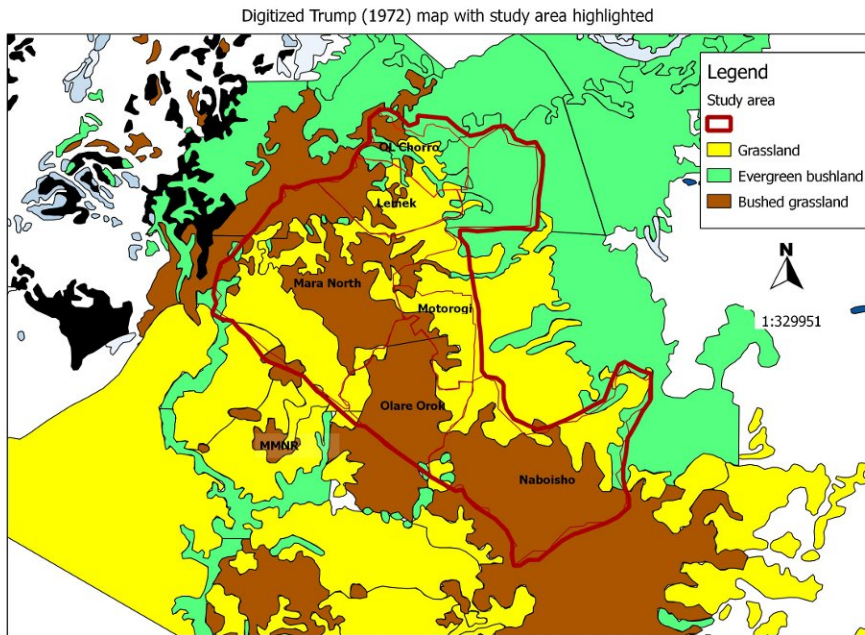 Digitized Trump (1972) map with study area highlighted
Legend
Study area
Grassland
Evergreen bushland
Bushed grassland
N
1:329951
OL Chorro
Lemek
Mara North
Motorogi
Olare Orok
MMNR
Naboisho